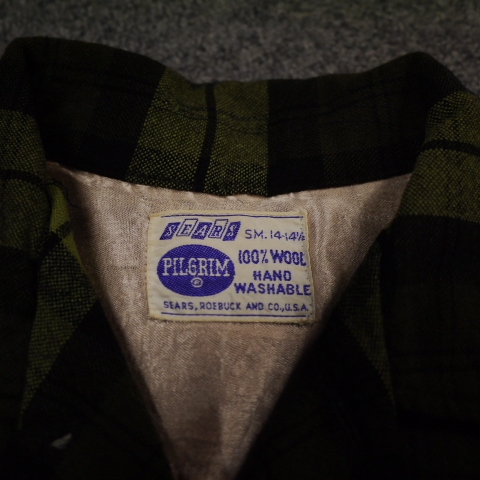 SEARS SM. 14-14½
PILGRIM ®
100% WOOL
HAND
WASHABLE
SEARS, ROEBUCK AND CO., U.S.A.